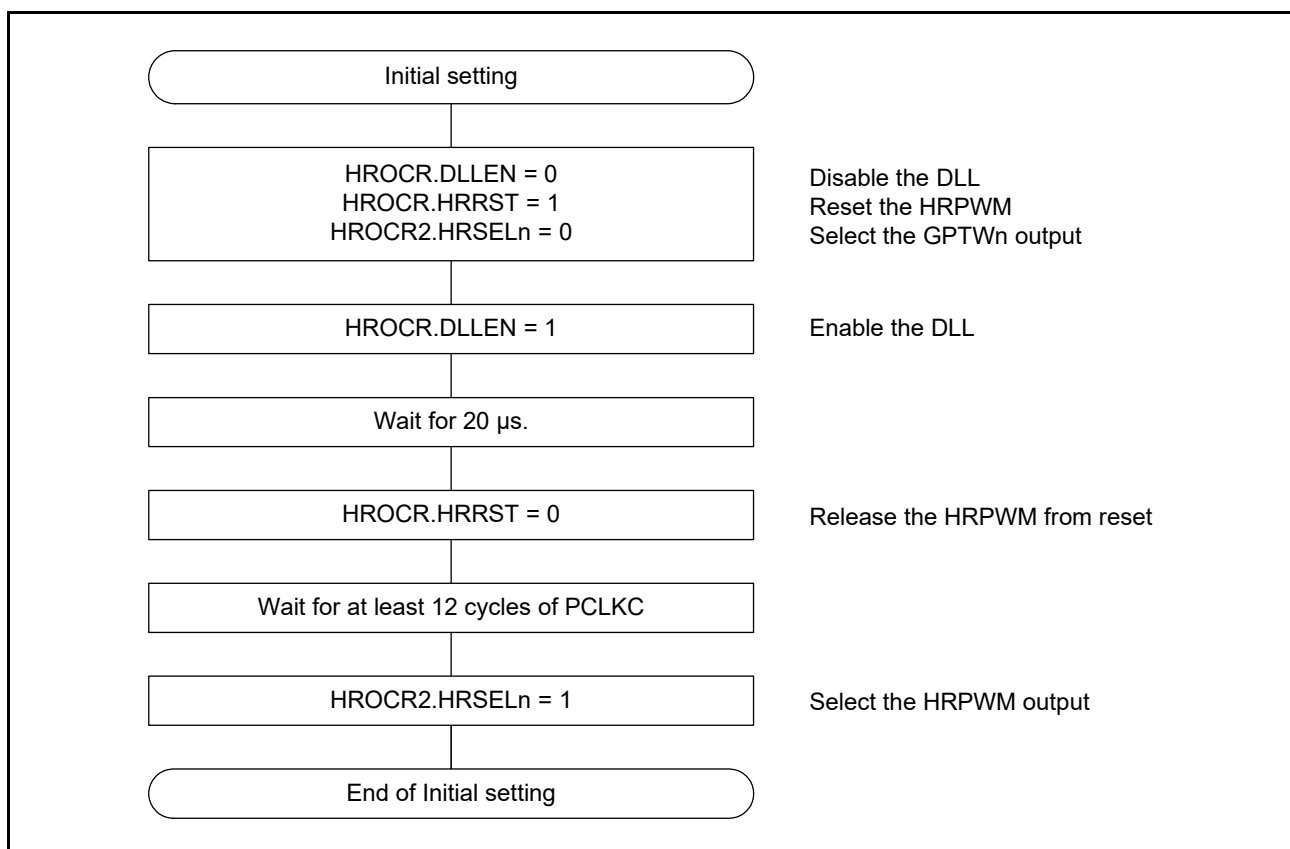 Initial setting
HROCR.DLLEN = 0
HROCR.HRRST = 1
HROCR2.HRSELn = 0
Disable the DLL
Reset the HRPWM
Select the GPTWn output
HROCR.DLLEN = 1
Enable the DLL
Wait for 20 µs.
HROCR.HRRST = 0
Release the HRPWM from reset
Wait for at least 12 cycles of PCLKC
HROCR2.HRSELn = 1
Select the HRPWM output
End of Initial setting